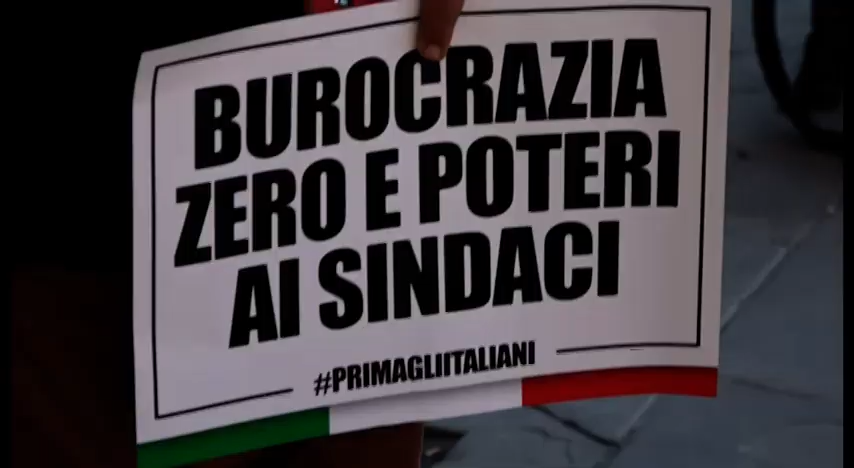 BUROCRAZIA
ZERO E POTERI
AI SINDACI
#PRIMAGLIITALIANI